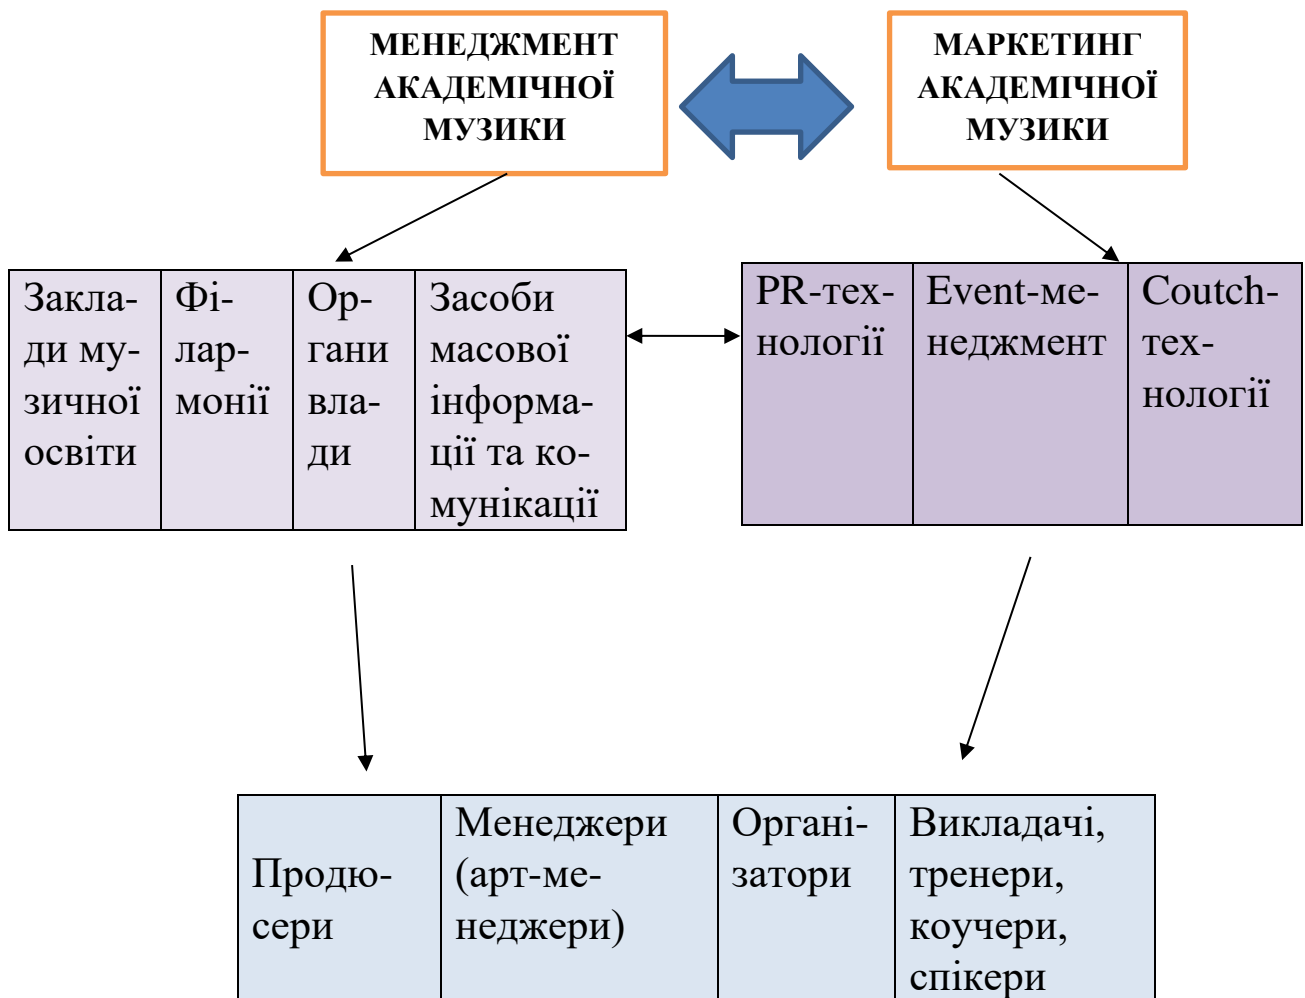 МЕНЕДЖМЕНТ
АКАДЕМІЧНОЇ
МУЗИКИ
МАРКЕТИНГ
АКАДЕМІЧНОЇ
МУЗИКИ
Закла-
ди му-
зичної
освіти
Фі-
лар-
монії
Ор-
гани
вла-
ди
Засоби
масової
інформа-
ції та ко-
мунікації
PR-тех-
нології
Event-ме-
неджмент
Coutch-
тех-
нології
Продю-
сери
Менеджери
(арт-ме-
неджери)
Органі-
затори
Викладачі,
тренери,
коучери,
спікери